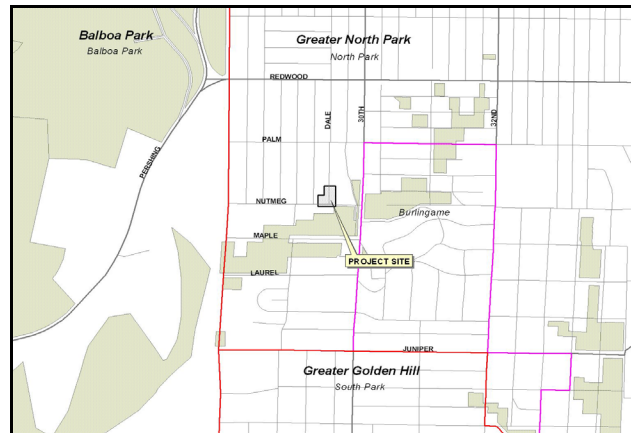 Balboa Park
Balboa Park
Greater North Park
North Park
REDWOOD
DALE
30TH
32ND
PALM
PERSHING
NUTMEG
Burlingame
MAPLE
PROJECT SITE
LAUREL
JUNIPER
Greater Golden Hill
South Park